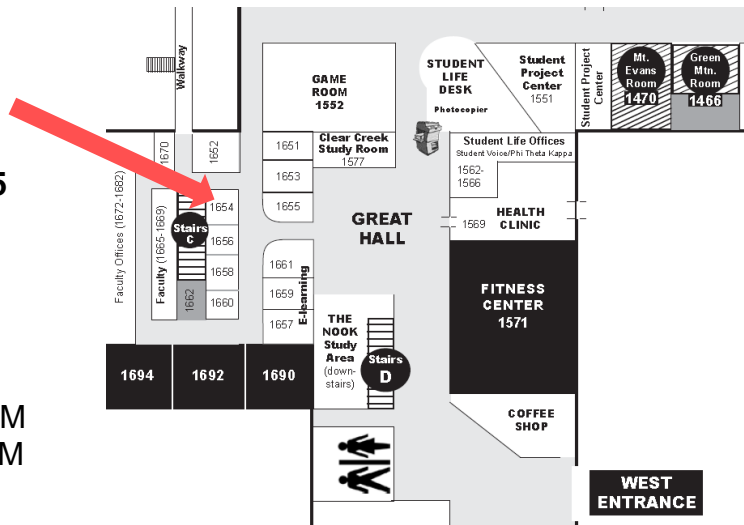 Walkway
GAME
ROOM
1552
STUDENT
LIFE
DESK
Photocopier
Student
Project
Center
1551
Student Project
Center
Mt.
Evans
Room
1470
Green
Mtn.
Room
1466
1670
1652
1651
Clear Creek
Study Room
1577
Student Life Offices
Student Voice/Phi Theta Kappa
1562-
1566
1653
5
Faculty Offices (1672-1682)
Faculty (1665-1669)
Stairs
C
1654
1655
GREAT
HALL
1569
HEALTH
CLINIC
1656
1658
1660
1662
1661
1659
1657
E-learning
FITNESS
CENTER
1571
THE
NOOK
Study
Area
(down-
stairs)
Stairs
D
1694
1692
1690
M
M
COFFEE
SHOP
WEST
ENTRANCE